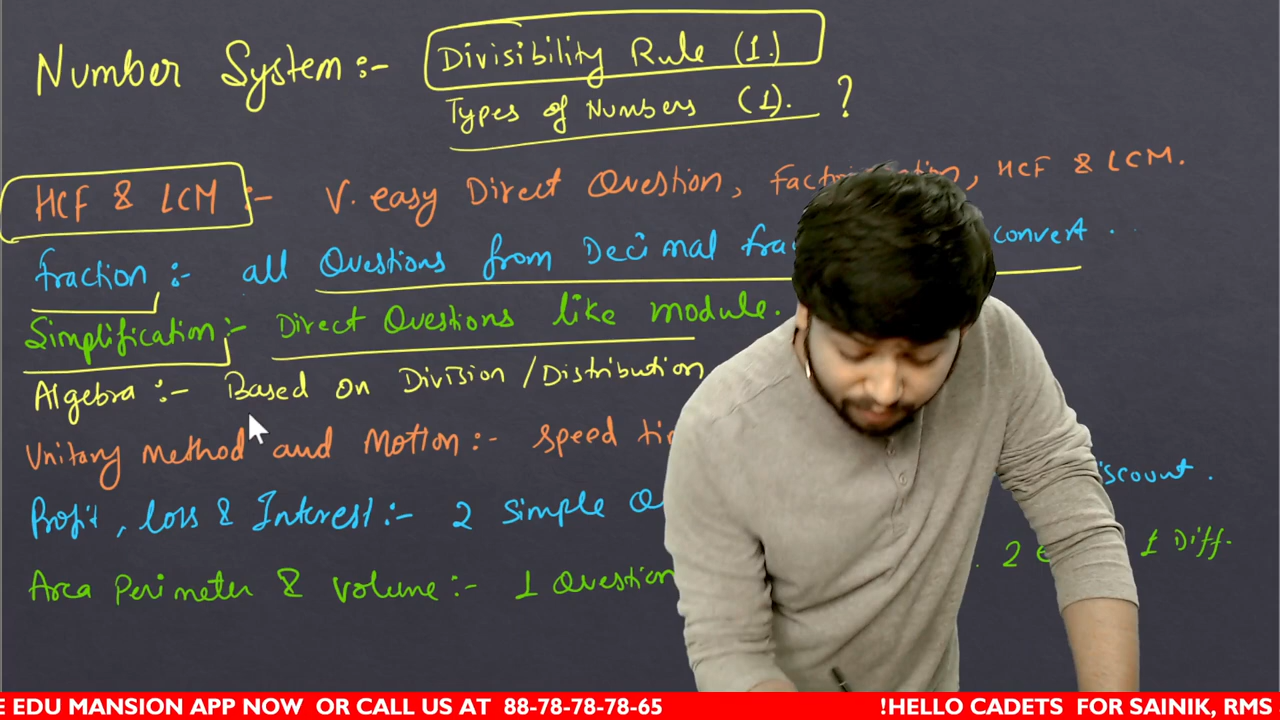 Number System :- Divisibility Rule (1.)
Types of Numbers (1). ?
HCF & LCM :- V. easy Direct Question, HCF & LCM.
fraction :- all Questions from Decimal convert .
Simplification :- Direct Questions like module.
Algebra :- Based on Division / Distribution
Unitary method and Motion :- speed
Profit, loss & Interest :- 2 simple
Area Perimeter & volume :- 1 Question 2 1 Diff.
EDU MANSION APP NOW OR CALL US AT 88-78-78-78-65 !HELLO CADETS FOR SAINIK, RMS